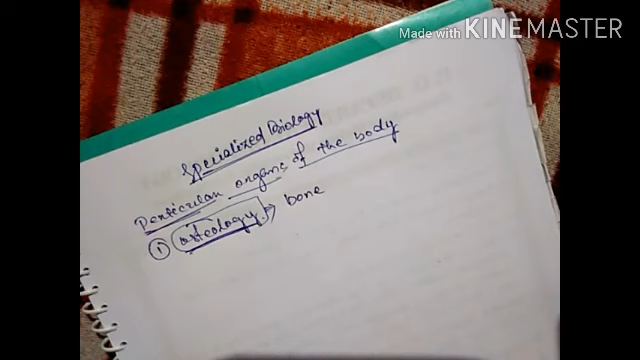 Made with KINEMASTER
Specialized Biology
Perticular organs of the body
① osteology → bone